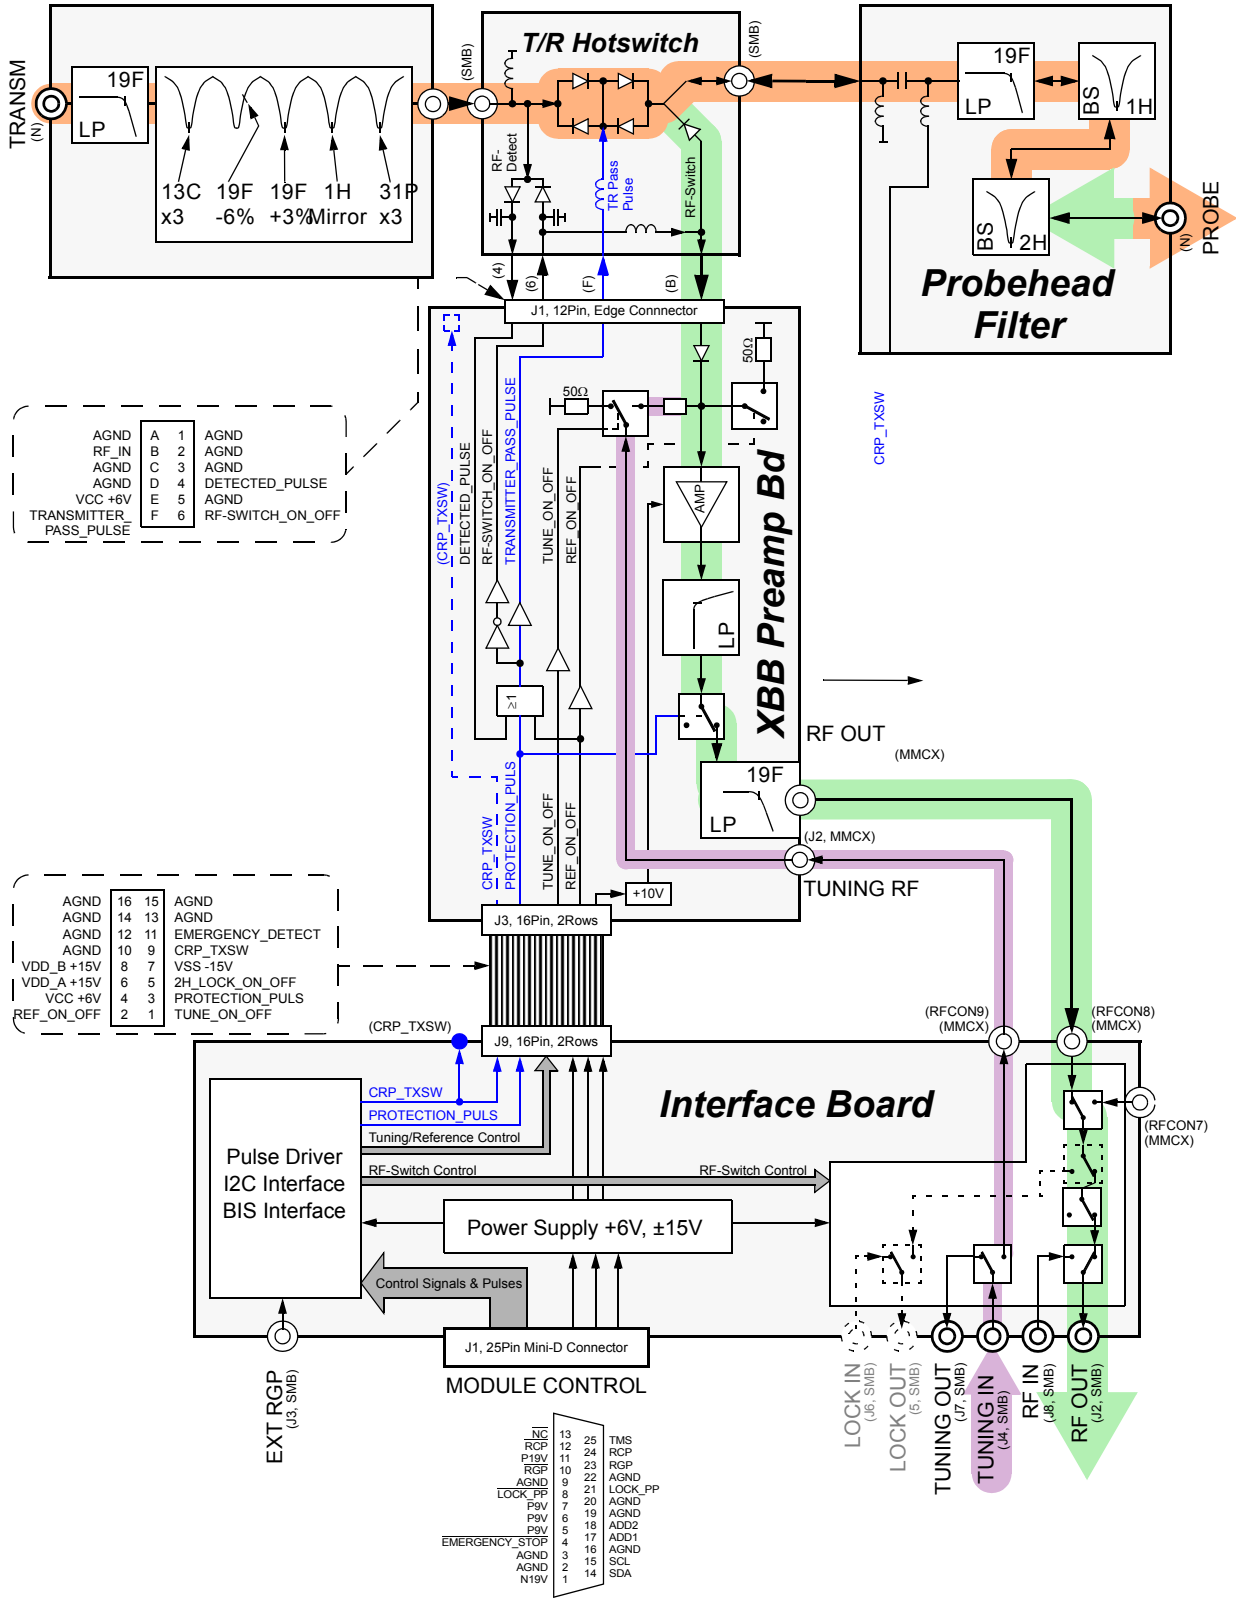 TRANSM
(N)
19F
LP
13C
x3
19F
-6%
19F
+3%
1H
Mirror
31P
x3
(SMB)
T/R Hotswitch
(SMB)
RF-
Detect
TR Pass
Pulse
RF-Switch
(4)
(6)
(F)
(B)
19F
LP
BS
1H
BS
2H
(N)
PROBE
Probehead
Filter
CRP_TXSW
J1, 12Pin, Edge Connnector
50Ω
50Ω
(CRP_TXSW)
DETECTED_PULSE
RF-SWITCH_ON_OFF
TRANSMITTER_PASS_PULSE
TUNE_ON_OFF
REF_ON_OFF
AMP
LP
XBB Preamp Bd
≥1
19F
LP
CRP_TXSW
PROTECTION_PULS
TUNE_ON_OFF
REF_ON_OFF
+10V
J3, 16Pin, 2Rows
RF OUT
(MMCX)
(J2, MMCX)
TUNING RF
AGND A 1 AGND
RF_IN B 2 AGND
AGND C 3 AGND
AGND D 4 DETECTED_PULSE
VCC +6V E 5 AGND
TRANSMITTER_ F 6 RF-SWITCH_ON_OFF
PASS_PULSE
AGND 16 15 AGND
AGND 14 13 AGND
AGND 12 11 EMERGENCY_DETECT
AGND 10 9 CRP_TXSW
VDD_B +15V 8 7 VSS -15V
VDD_A +15V 6 5 2H_LOCK_ON_OFF
VCC +6V 4 3 PROTECTION_PULS
REF_ON_OFF 2 1 TUNE_ON_OFF
(CRP_TXSW)
J9, 16Pin, 2Rows
(RFCON9)
(MMCX)
(RFCON8)
(MMCX)
(RFCON7)
(MMCX)
CRP_TXSW
PROTECTION_PULS
Tuning/Reference Control
RF-Switch Control
RF-Switch Control
Interface Board
Pulse Driver
I2C Interface
BIS Interface
Power Supply +6V, ±15V
Control Signals & Pulses
J1, 25Pin Mini-D Connector
MODULE CONTROL
EXT RGP
(J3, SMB)
LOCK IN
(J6, SMB)
LOCK OUT
(5, SMB)
TUNING OUT
(J7, SMB)
TUNING IN
(J4, SMB)
RF IN
(J8, SMB)
RF OUT
(J2, SMB)
NC 13
25 TMS
RCP 12
24 RCP
P19V 11
23 RGP
RGP 10
22 AGND
AGND 9
21 LOCK_PP
LOCK_PP 8
20 AGND
P9V 7
19 AGND
P9V 6
18 ADD2
P9V 5
17 ADD1
EMERGENCY_STOP 4
16 AGND
AGND 3
15 SCL
AGND 2
14 SDA
N19V 1